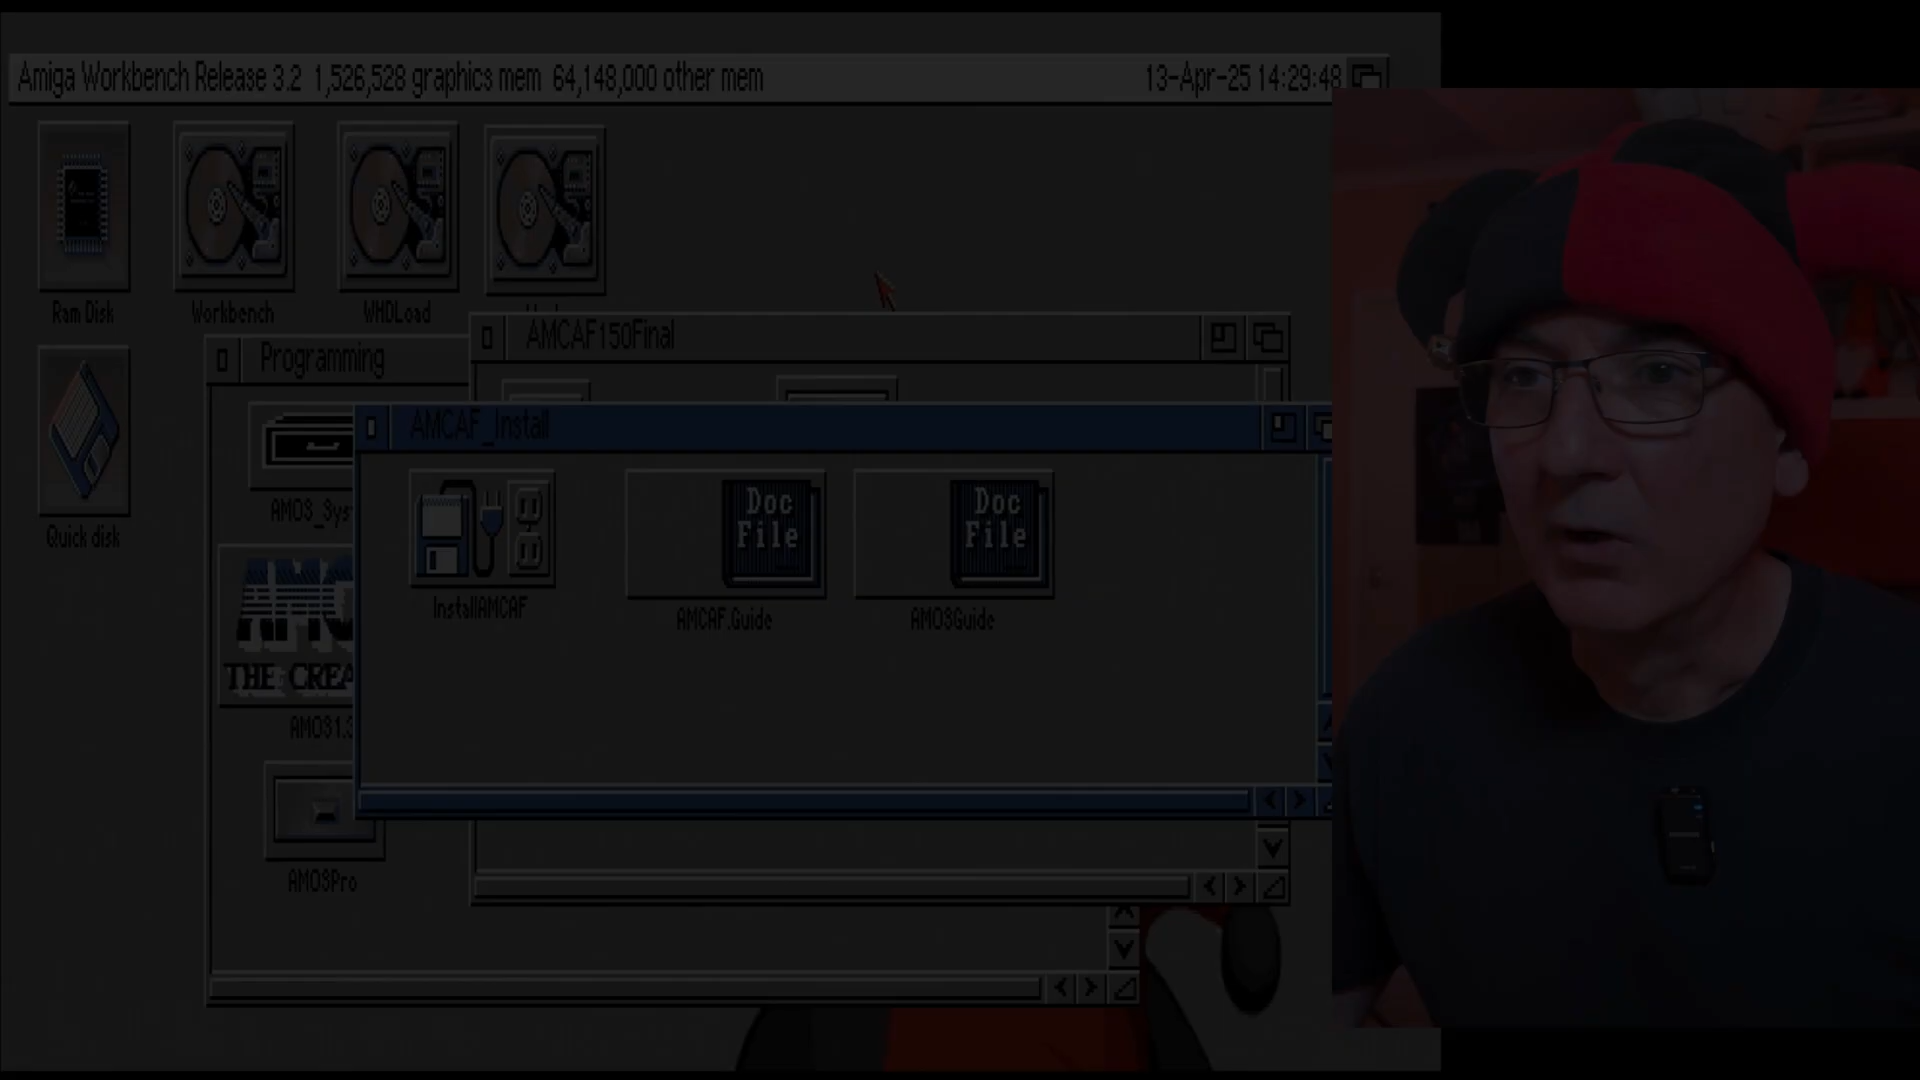 Amiga Workbench Release 3.2 1,526,528 graphics mem 64,148,000 other mem
13-Apr-25 14:29:48
Ram Disk
Workbench
WHDLoad
Quick disk
Programming
AMCAF150Final
AMCAF_Install
InstallAMCAF
Doc
File
AMCAF.Guide
Doc
File
AMOSGuide
THE CREA
AMOS1.3
AMOSPro